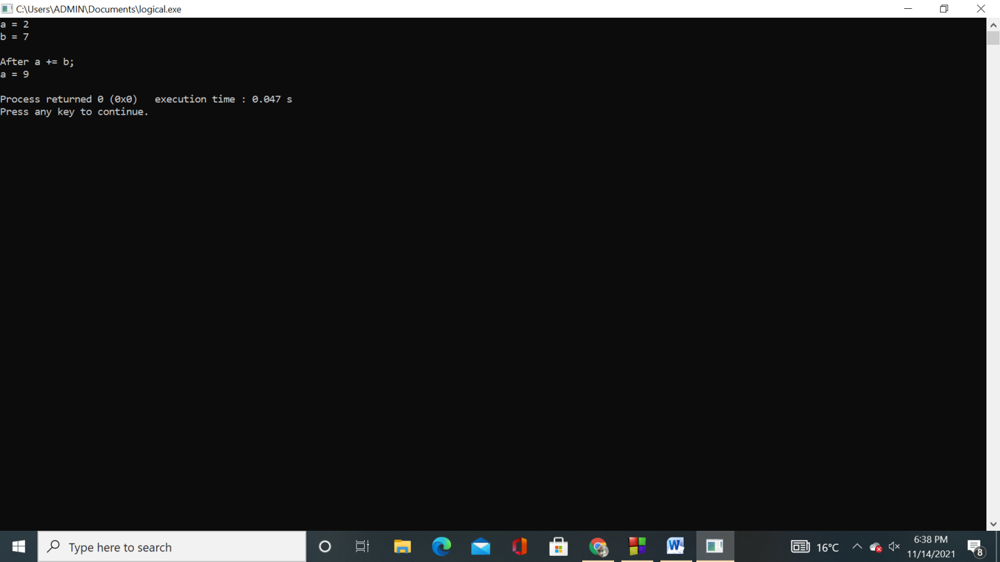 C:\Users\ADMIN\Documents\logical.exe
a = 2
b = 7
After a += b;
a = 9
Process returned 0 (0x0)   execution time : 0.047 s
Press any key to continue.
Type here to search
W
16°C
6:38 PM
11/14/2021
8